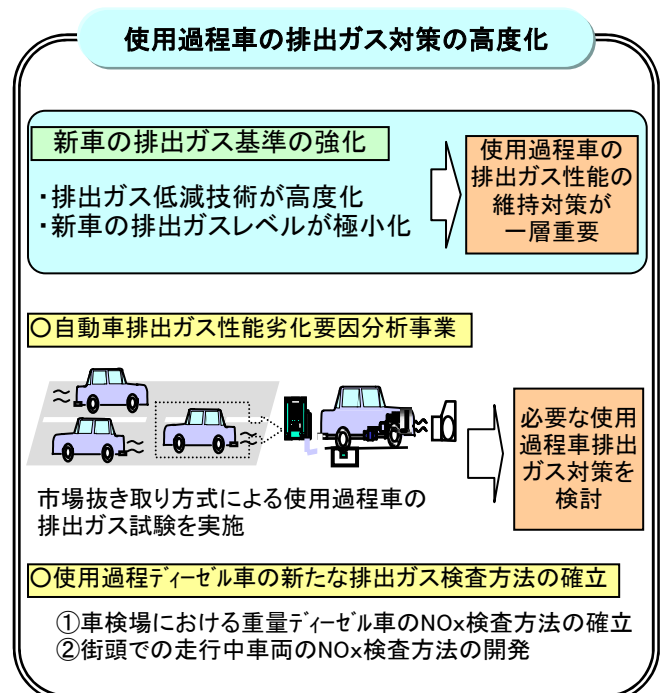 使用過程車の排出ガス対策の高度化
新車の排出ガス基準の強化
・排出ガス低減技術が高度化
・新車の排出ガスレベルが極小化
使用過程車の
排出ガス性能の
維持対策が
一層重要
〇自動車排出ガス性能劣化要因分析事業
市場抜き取り方式による使用過程車の
排出ガス試験を実施
必要な使用
過程車排出
ガス対策を
検討
〇使用過程ディーゼル車の新たな排出ガス検査方法の確立
①車検場における重量ディーゼル車のNOx検査方法の確立
②街頭での走行中車両のNOx検査方法の開発